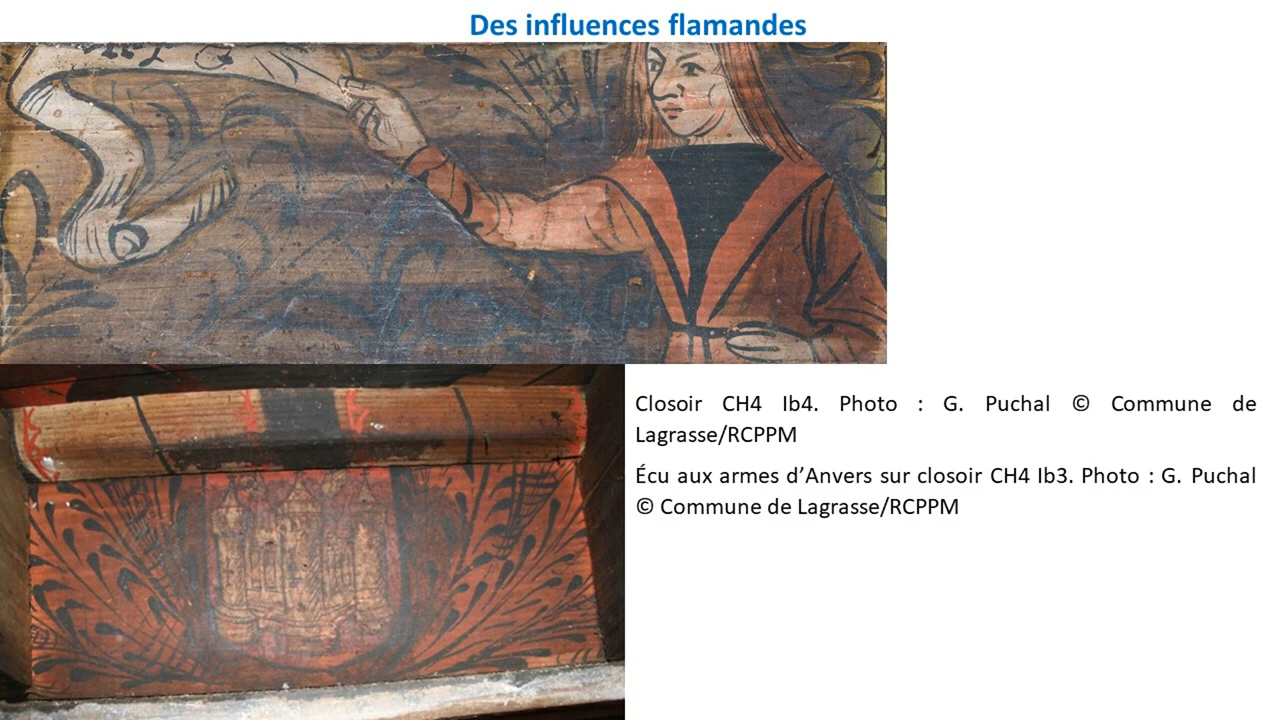 Des influences flamandes
Closoir CH4 Ib4. Photo : G. Puchal © Commune de
Lagrasse/RCPPM
Écu aux armes d’Anvers sur closoir CH4 Ib3. Photo : G. Puchal
© Commune de Lagrasse/RCPPM